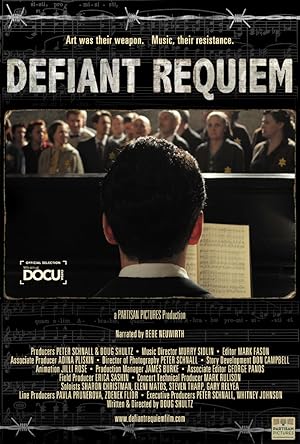 Art was their weapon. Music, their resistance.
DEFIANT REQUIEM
OFFICIAL SELECTION
DOCU
a PARTISAN PICTURES Production
Narrated by BEBE NEUWIRTH
Producers PETER SCHNALL & DOUG SHULTZ • Music Director MURRY SIDLIN • Editor MARK FASON
Associate Producer ADINA PLISKIN • Director of Photography PETER SCHNALL • Story Development DON CAMPBELL
Animation JILLI ROSE • Production Manager JAMES BURKE • Associate Editor GEORGE PANOS
Field Producer ERICA SASHIN • Concert Technical Producer MARK RULISON
Soloists SHARON CHRISTMAN, ELENI MATOS, STEVEN THARP, GARY RELYEA
Line Producers PAVLA PRUNEROVA, ZDENEK FLIDR • Executive Producers PETER SCHNALL, WHITNEY JOHNSON
Written & Directed by DOUG SHULTZ
www.defiantrequiemfilm.com
PARTISAN
PICTURES